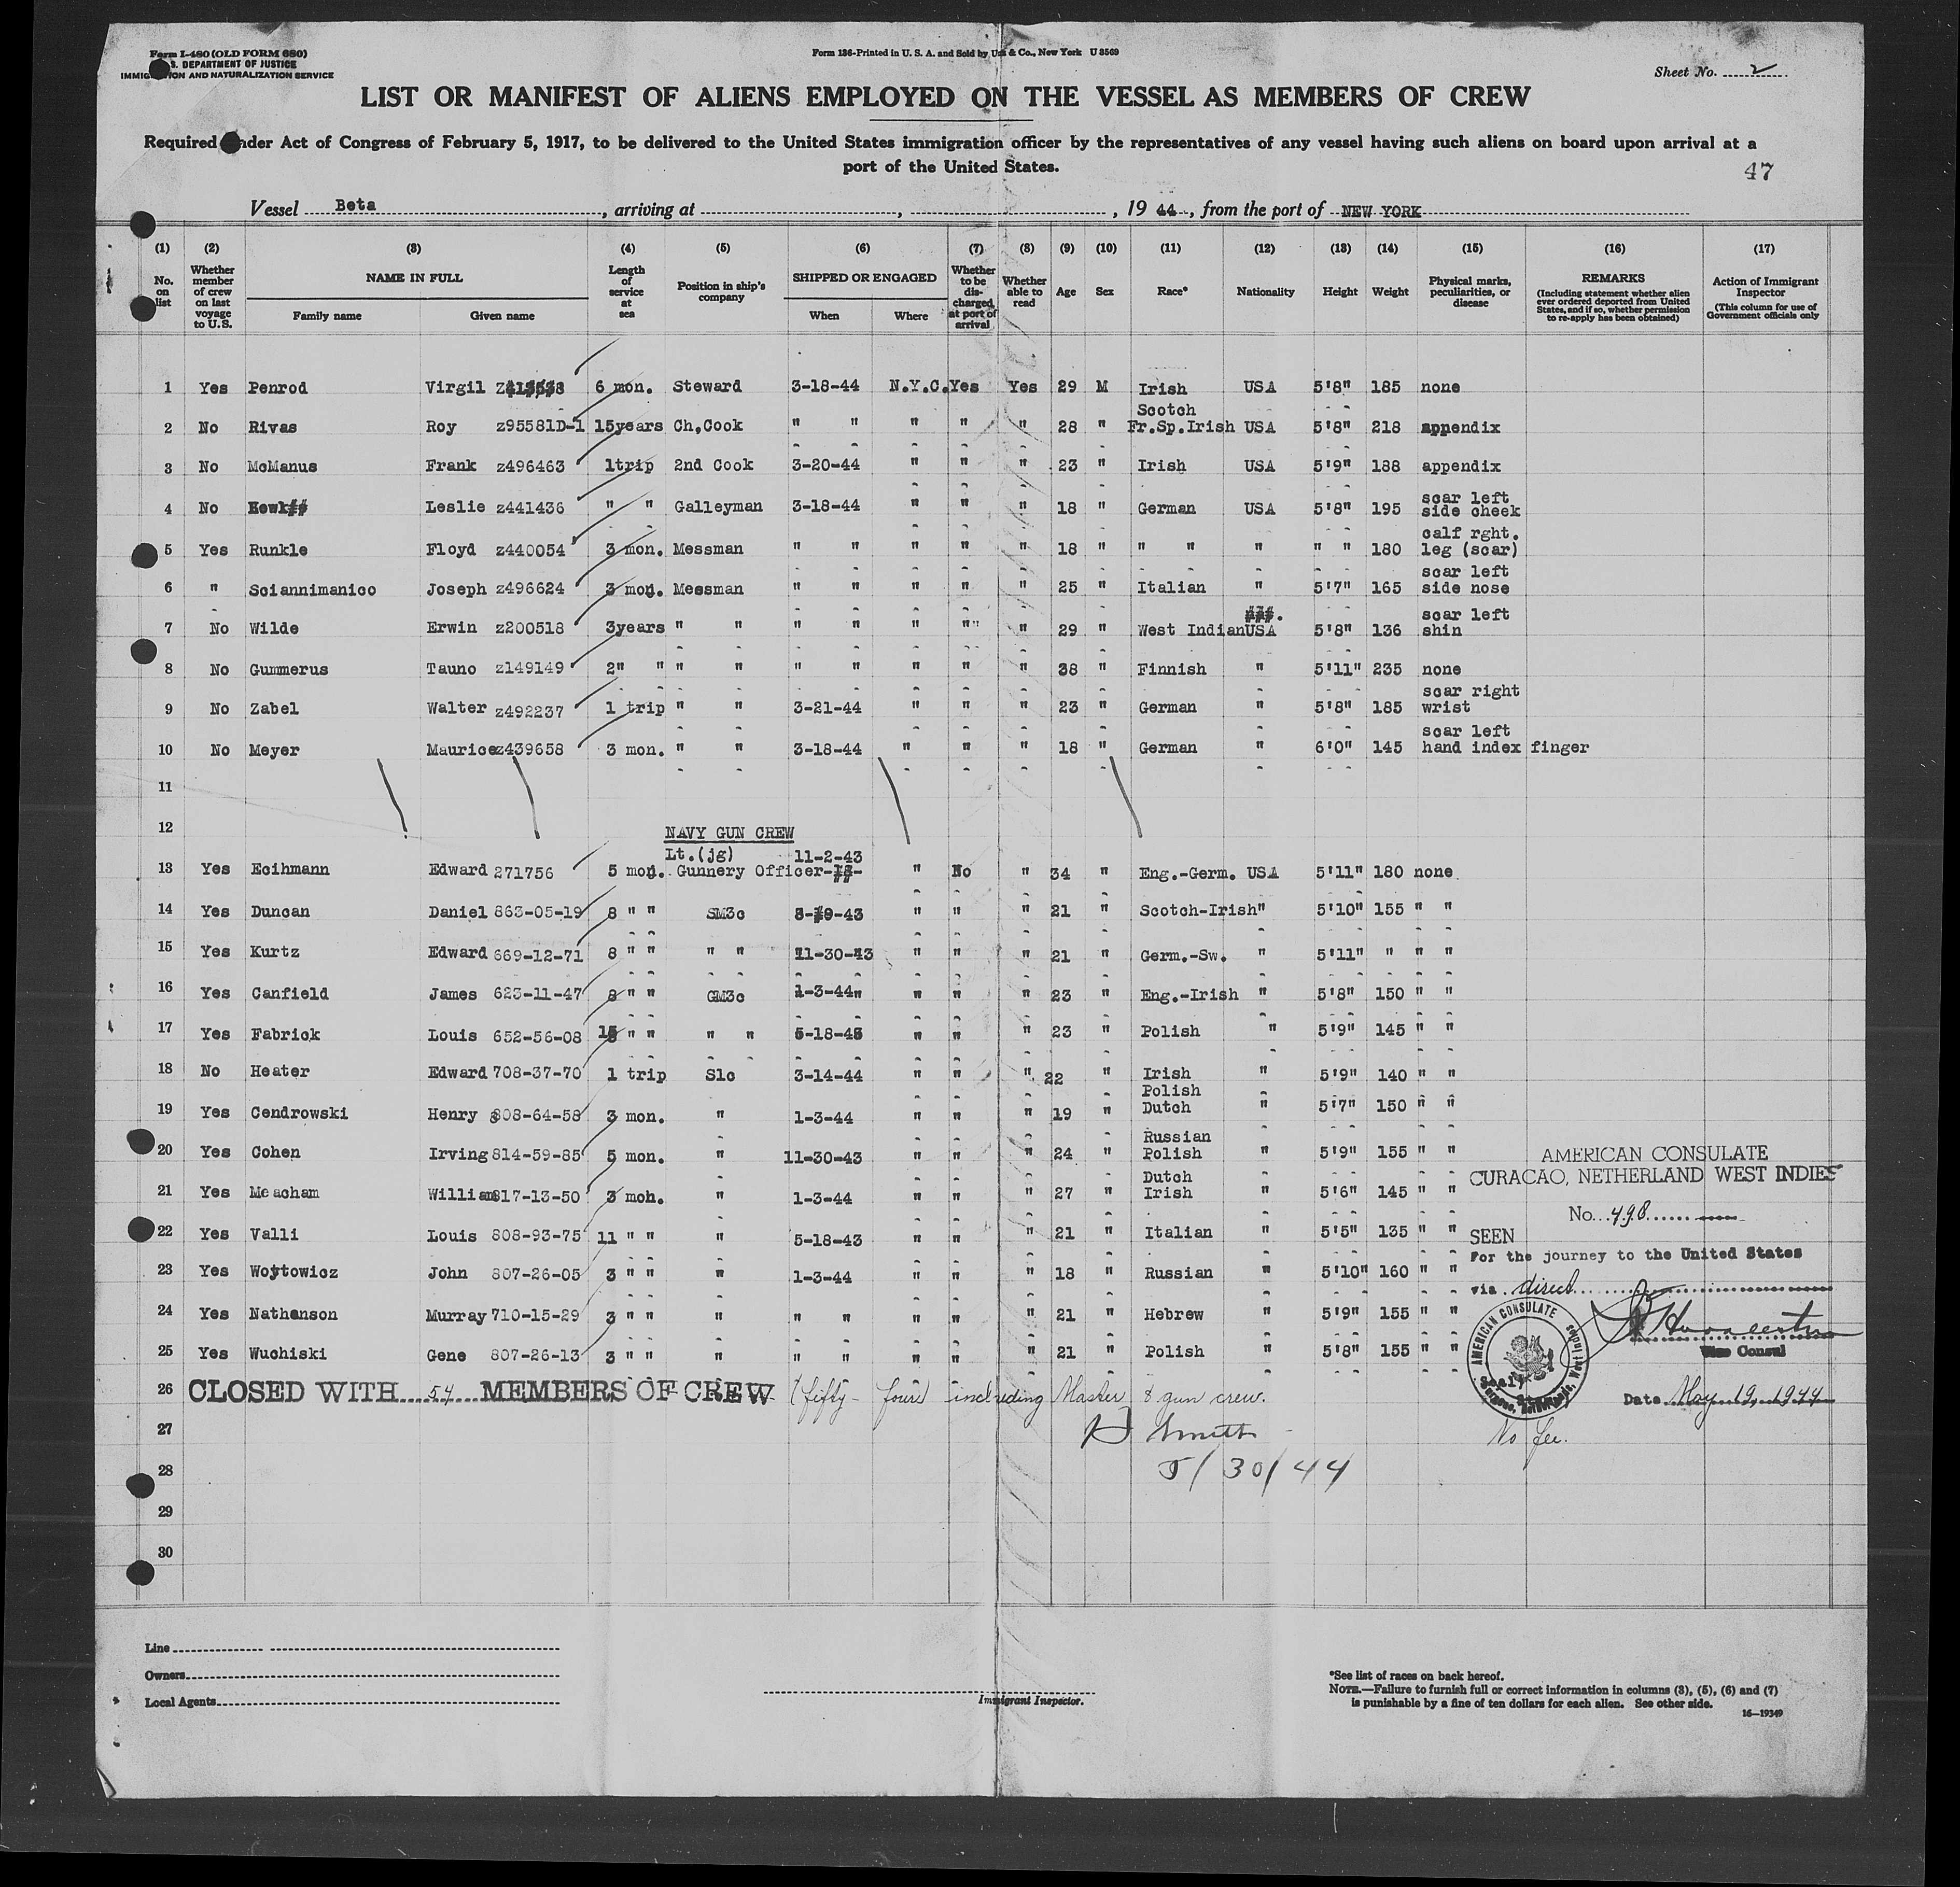 Form I-480 (OLD FORM 680)
S. DEPARTMENT OF JUSTICE
IMMIGRATION AND NATURALIZATION SERVICE
Form 136-Printed in U. S. A. and Sold by & Co., New York U 8569
Sheet No. 2
LIST OR MANIFEST OF ALIENS EMPLOYED ON THE VESSEL AS MEMBERS OF CREW
Required under Act of Congress of February 5, 1917, to be delivered to the United States immigration officer by the representatives of any vessel having such aliens on board upon arrival at a
port of the United States.
47
Vessel Beta, arriving at , , 19 44, from the port of NEW YORK
(1) (2) (3) (4) (5) (6) (7) (8) (9) (10) (11) (12) (13) (14) (15) (16) (17)
No. on list
Whether member of crew on last voyage to U.S.
NAME IN FULL
Family name Given name
Length of service at sea
Position in ship's company
SHIPPED OR ENGAGED
When Where
Whether to be discharged at port of arrival
Whether able to read
Age
Sex
Race*
Nationality
Height
Weight
Physical marks, peculiarities, or disease
REMARKS
(Including statement whether alien ever ordered deported from United States, and if so, whether permission to re-apply has been obtained)
Action of Immigrant Inspector
(This column for use of Government officials only
1 Yes Penrod Virgil 6 mon. Steward 3-18-44 N.Y.C. Yes Yes 29 M Irish USA 5'8" 185 none
2 No Rivas Roy z95581D-1 15years Ch,Cook " " " " " 28 " Scotch Fr.Sp.Irish USA 5'8" 218 appendix
3 No McManus Frank z496463 1trip 2nd Cook 3-20-44 " " " 23 " Irish USA 5'9" 188 appendix
4 No Leslie z441436 " " Galleyman 3-18-44 " " " 18 " German USA 5'8" 195 scar left side cheek
5 Yes Runkle Floyd z440054 3 mon. Messman " " " " " 18 " " " " " " 180 calf rght. leg (scar)
6 " Sciannimanico Joseph z496624 3 mon. Messman " " " " " 25 " Italian " 5'7" 165 scar left side nose
7 No Wilde Erwin z200518 3years " " " " " " " 29 " West Indian USA 5'8" 136 scar left shin
8 No Gummerus Tauno z149149 2" " " " " " " " " 38 " Finnish " 5'11" 235 none
9 No Zabel Walter z492237 1 trip " " 3-21-44 " " " 23 " German " 5'8" 185 scar right wrist
10 No Meyer Maurice z439658 3 mon. " " 3-18-44 " " " 18 " German " 6'0" 145 scar left hand index finger
11
12 NAVY GUN CREW
13 Yes Ecihmann Edward 271756 5 mon. Lt.(jg) Gunnery Officer 11-2-43 " No " 34 " Eng.-Germ. USA 5'11" 180 none
14 Yes Duncan Daniel 863-05-19 8 " " SM3c " " " 21 " Scotch-Irish " 5'10" 155 " "
15 Yes Kurtz Edward 669-12-71 8 " " " " 11-30-43 " " " 21 " Germ.-Sw. " 5'11" " " "
16 Yes Canfield James 623-11-47 8 " " GM3c 1-3-44 " " " 23 " Eng.-Irish " 5'8" 150 " "
17 Yes Fabrick Louis 652-56-08 " " " " " " " 23 " Polish " 5'9" 145 " "
18 No Heater Edward 708-37-70 1 trip S1c 3-14-44 " " " 22 " Irish " 5'9" 140 " "
19 Yes Cendrowski Henry 808-64-58 3 mon. " 1-3-44 " " " 19 " Polish Dutch " 5'7" 150 " "
20 Yes Cohen Irving 814-59-85 5 mon. " 11-30-43 " " " 24 " Russian Polish " 5'9" 155 " "
21 Yes Meacham William 817-13-50 3 mon. " 1-3-44 " " " 27 " Dutch Irish " 5'6" 145 " "
22 Yes Valli Louis 808-93-75 11 " " " 5-18-43 " " " 21 " Italian " 5'5" 135 " "
23 Yes Woytowicz John 807-26-05 3 " " " 1-3-44 " " " 18 " Russian " 5'10" 160 " "
24 Yes Nathanson Murray 710-15-29 3 " " " " " " " " 21 " Hebrew " 5'9" 155 " "
25 Yes Wuchiski Gene 807-26-13 3 " " " " " " " " 21 " Polish " 5'8" 155 " "
AMERICAN CONSULATE
CURACAO, NETHERLAND WEST INDIES
No. 498
SEEN
For the journey to the United States
via direct
Vice Consul
AMERICAN CONSULATE
Date May 19, 1944
No fee.
26 CLOSED WITH 54 MEMBERS OF CREW (fifty-four) including Master & gun crew.
27 Smith
28 5/30/44
29
30
Line
Owners
Local Agents
Immigrant Inspector.
*See list of races on back hereof.
NOTE.—Failure to furnish full or correct information in columns (3), (5), (6) and (7)
is punishable by a fine of ten dollars for each alien. See other side.
16—19349